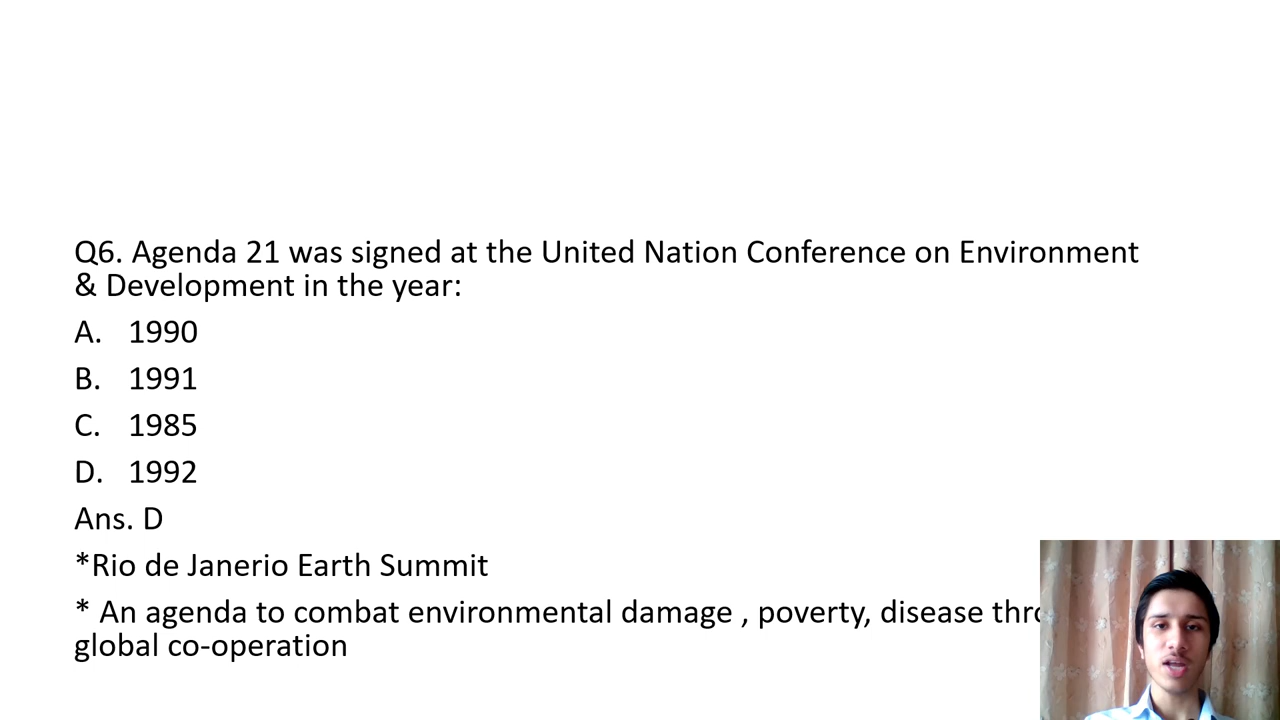 Q6. Agenda 21 was signed at the United Nation Conference on Environment
& Development in the year:
A. 1990
B. 1991
C. 1985
D. 1992
Ans. D
*Rio de Janerio Earth Summit
* An agenda to combat environmental damage , poverty, disease
global co-operation